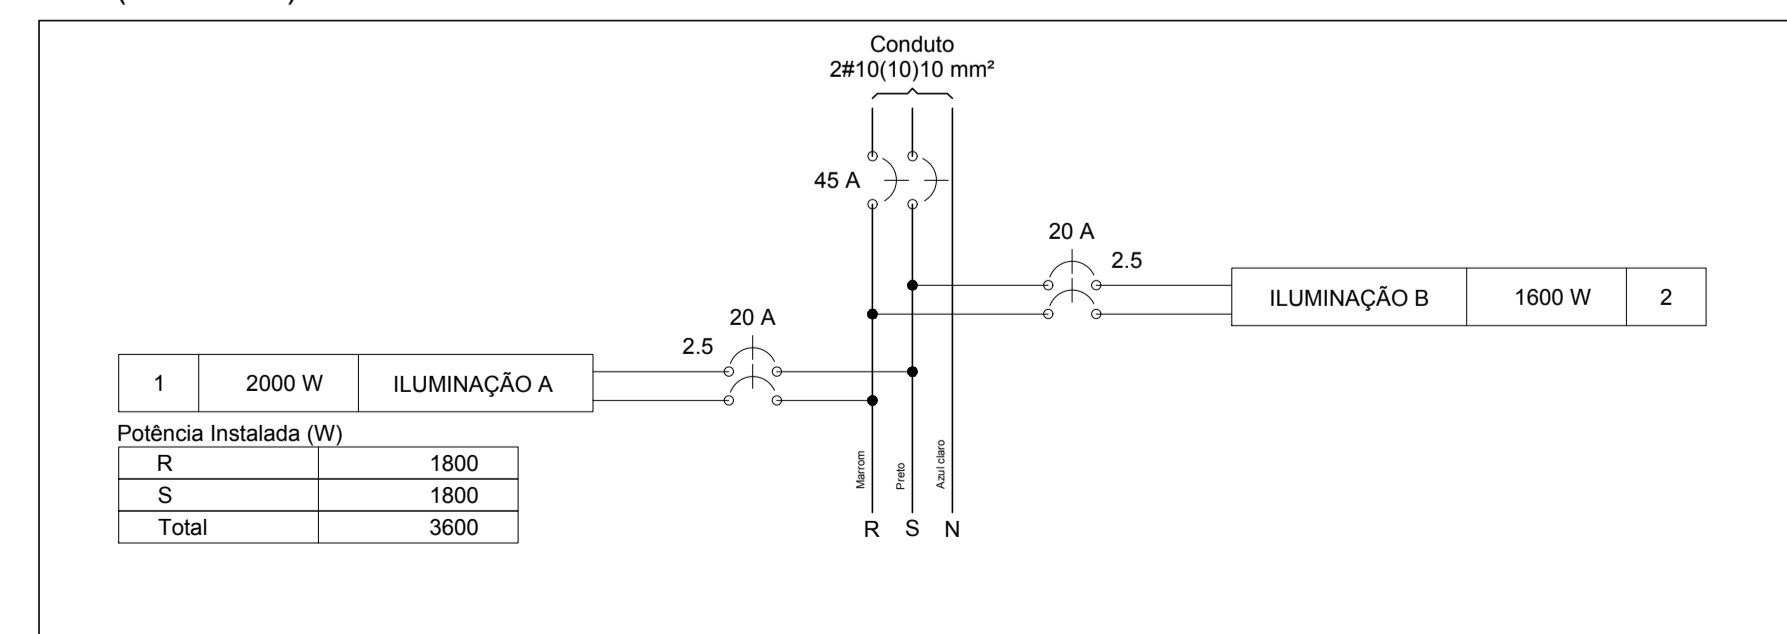 Conduto
2#10(10)10 mm²
45 A
20 A
2.5
ILUMINAÇÃO B 1600 W 2
20 A
2.5
1 2000 W ILUMINAÇÃO A
Potência Instalada (W)
R 1800
S 1800
Total 3600
Marrom
Preto
Azul claro
R S N